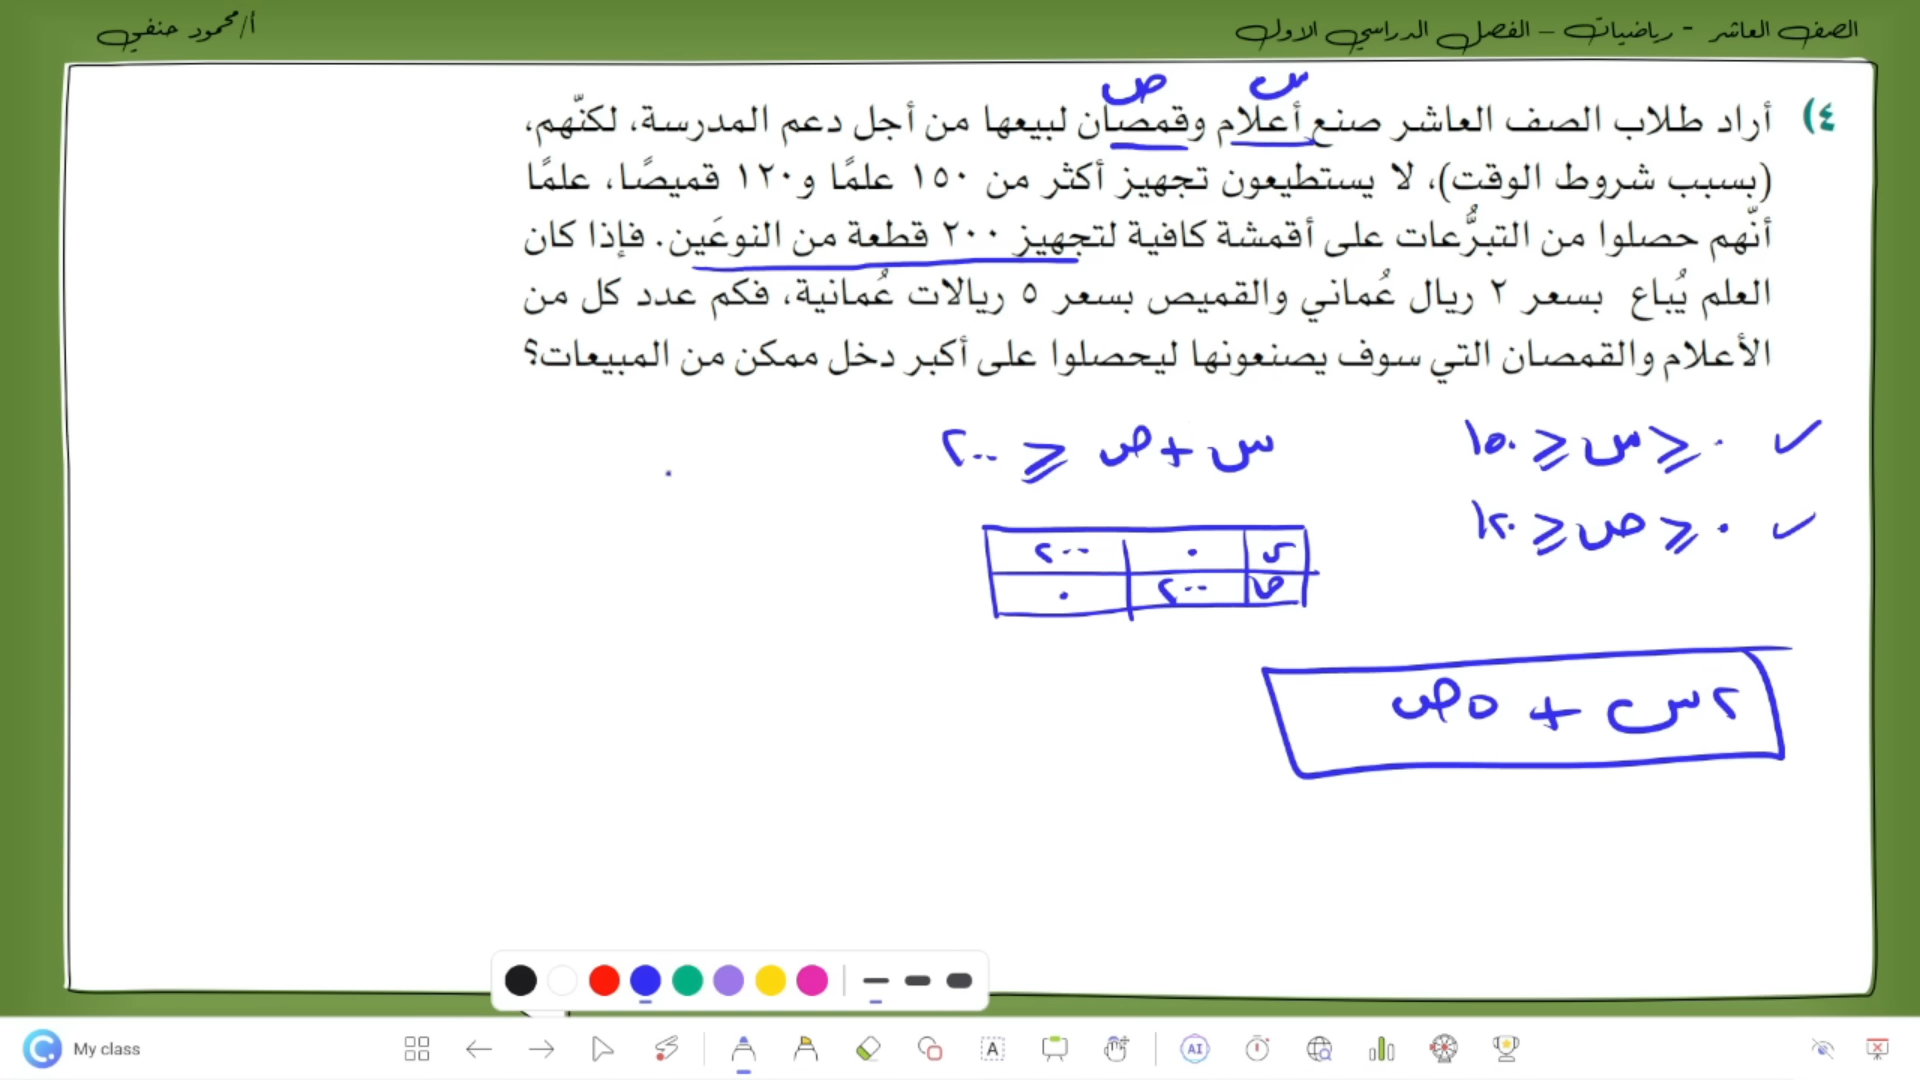 الصف العاشر - رياضيات – الفصل الدراسي الاول
أ/محمود حنفي
س
ص
٤) أراد طلاب الصف العاشر صنع أعلام وقمصان لبيعها من أجل دعم المدرسة، لكنّهم،
(بسبب شروط الوقت)، لا يستطيعون تجهيز أكثر من ١٥٠ علمًا و١٢٠ قميصًا، علمًا
أنّهم حصلوا من التبرُّعات على أقمشة كافية لتجهيز ٢٠٠ قطعة من النوعَين. فإذا كان
العلم يُباع بسعر ٢ ريال عُماني والقميص بسعر ٥ ريالات عُمانية، فكم عدد كل من
الأعلام والقمصان التي سوف يصنعونها ليحصلوا على أكبر دخل ممكن من المبيعات؟
✓ ٠ ⩽ س ⩽ ١٥٠
✓ ٠ ⩽ ص ⩽ ١٢٠
س + ص ⩽ ٢٠٠
س ٠ ٢٠٠
ص ٢٠٠ ٠
٢س + ٥ص
My class
A
AI